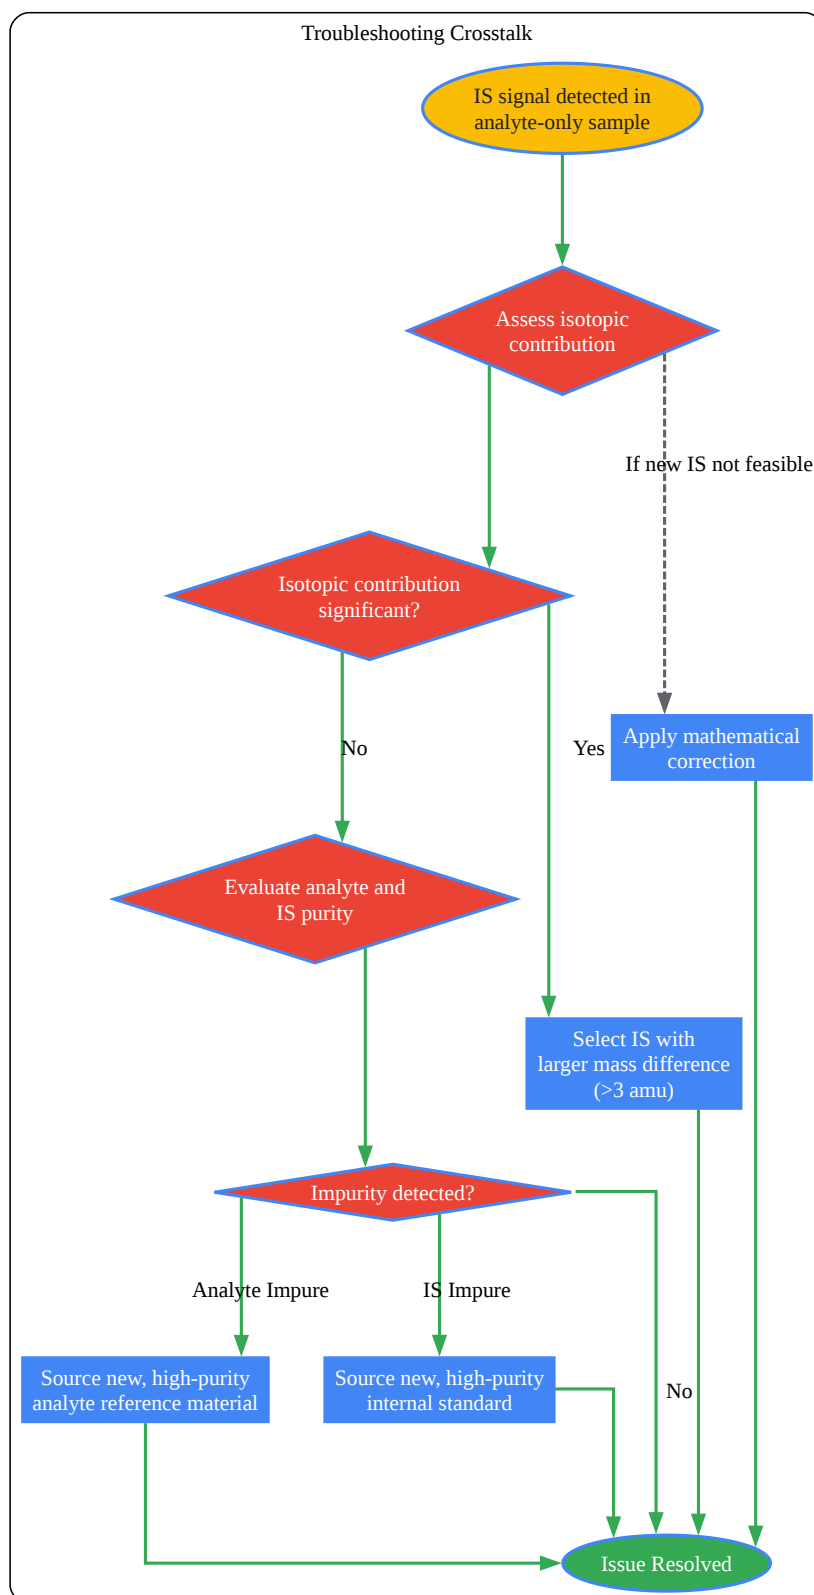 Troubleshooting Crosstalk
IS signal detected in
analyte-only sample
Assess isotopic
contribution
If new IS not feasible
Isotopic contribution
significant?
No
Yes
Apply mathematical
correction
Evaluate analyte and
IS purity
Select IS with
larger mass difference
(>3 amu)
Impurity detected?
Analyte Impure
IS Impure
Source new, high-purity
analyte reference material
Source new, high-purity
internal standard
No
Issue Resolved